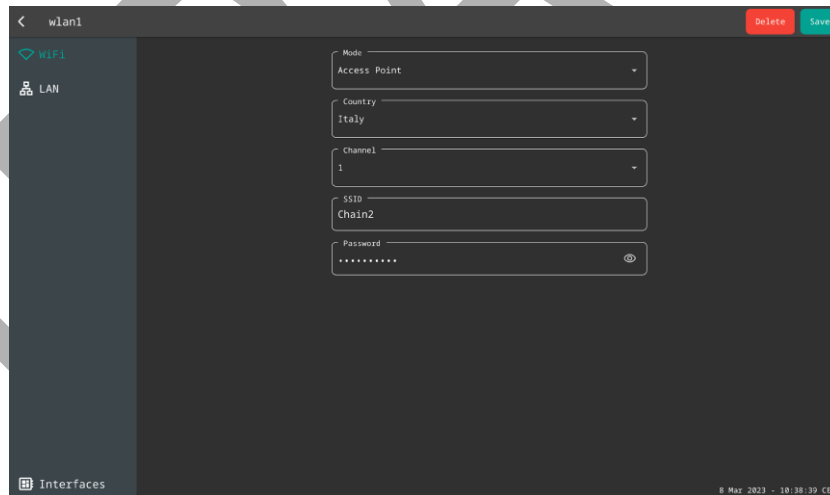 wlan1
Delete
Save
WiFi
LAN
Mode
Access Point
Country
Italy
Channel
1
SSID
Chain2
Password
••••••••••
Interfaces
8 Mar 2023 - 10:38:39